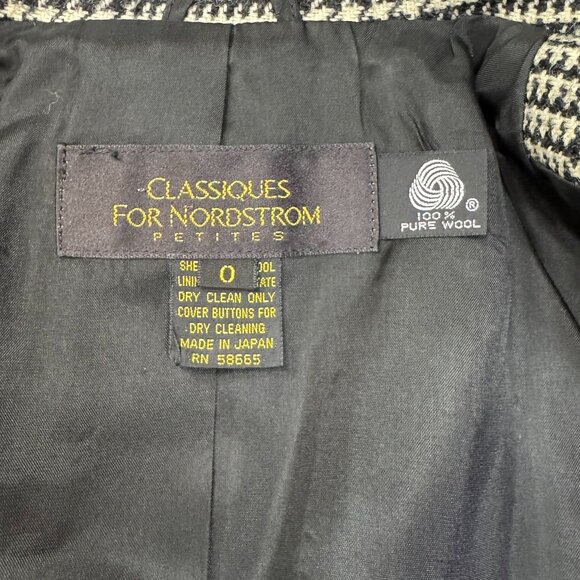 CLASSIQUES
FOR NORDSTROM
PETITES
100%
PURE WOOL
®
0
DRY CLEAN ONLY
COVER BUTTONS FOR
DRY CLEANING
MADE IN JAPAN
RN 58665